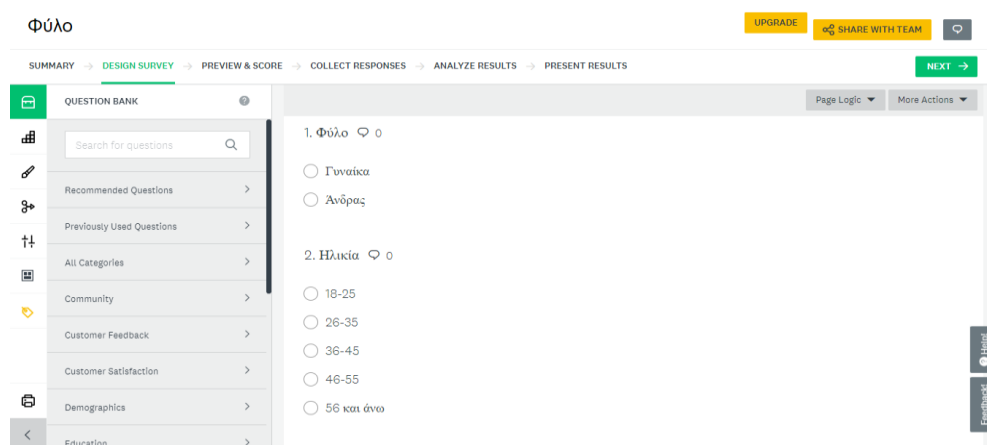 Φύλο
UPGRADE
SHARE WITH TEAM
SUMMARY → DESIGN SURVEY → PREVIEW & SCORE → COLLECT RESPONSES → ANALYZE RESULTS → PRESENT RESULTS
NEXT →
QUESTION BANK
Page Logic
More Actions
Search for questions
Recommended Questions
Previously Used Questions
All Categories
Community
Customer Feedback
Customer Satisfaction
Demographics
Education
1. Φύλο 0
Γυναίκα
Άνδρας
2. Ηλικία 0
18-25
26-35
36-45
46-55
56 και άνω
Help!
Feedback!